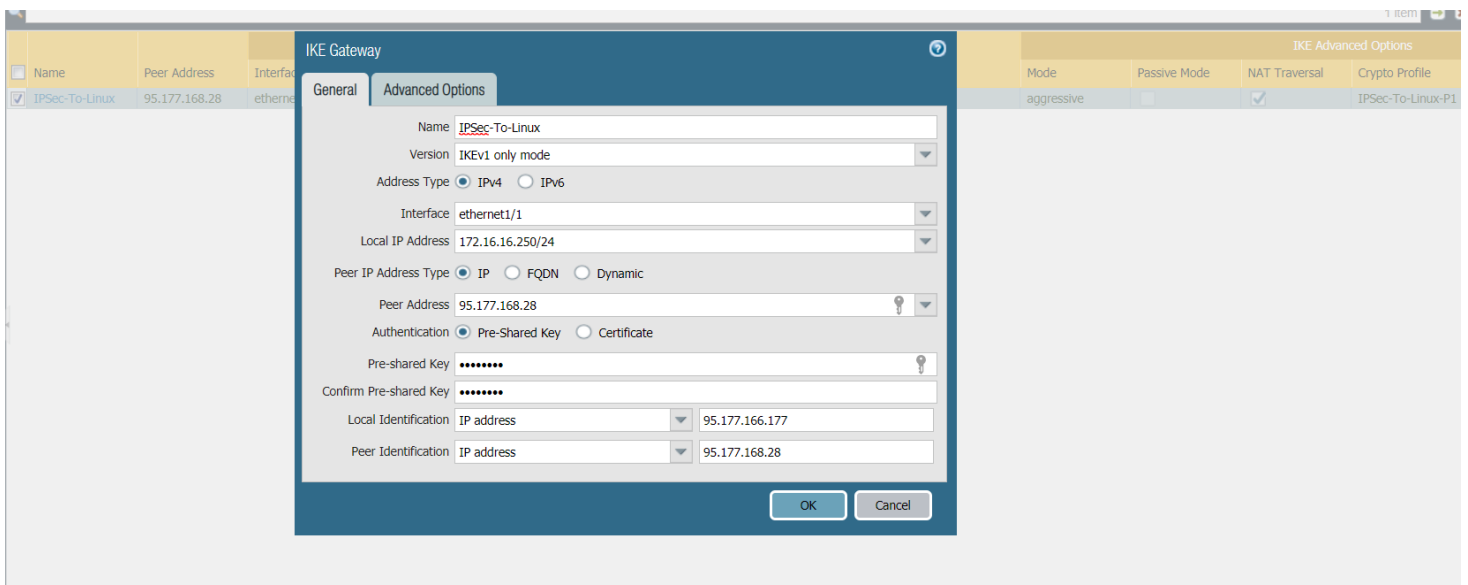 1 item
IKE Gateway
IKE Advanced Options
Name Peer Address Mode Passive Mode NAT Traversal Crypto Profile
General Advanced Options
IPSec-To-Linux 95.177.168.28 aggressive IPSec-To-Linux-P1
Name IPSec-To-Linux
Version IKEv1 only mode
Address Type IPv4 IPv6
Interface ethernet1/1
Local IP Address 172.16.16.250/24
Peer IP Address Type IP FQDN Dynamic
Peer Address 95.177.168.28
Authentication Pre-Shared Key Certificate
Pre-shared Key ••••••••
Confirm Pre-shared Key ••••••••
Local Identification IP address 95.177.166.177
Peer Identification IP address 95.177.168.28
OK Cancel